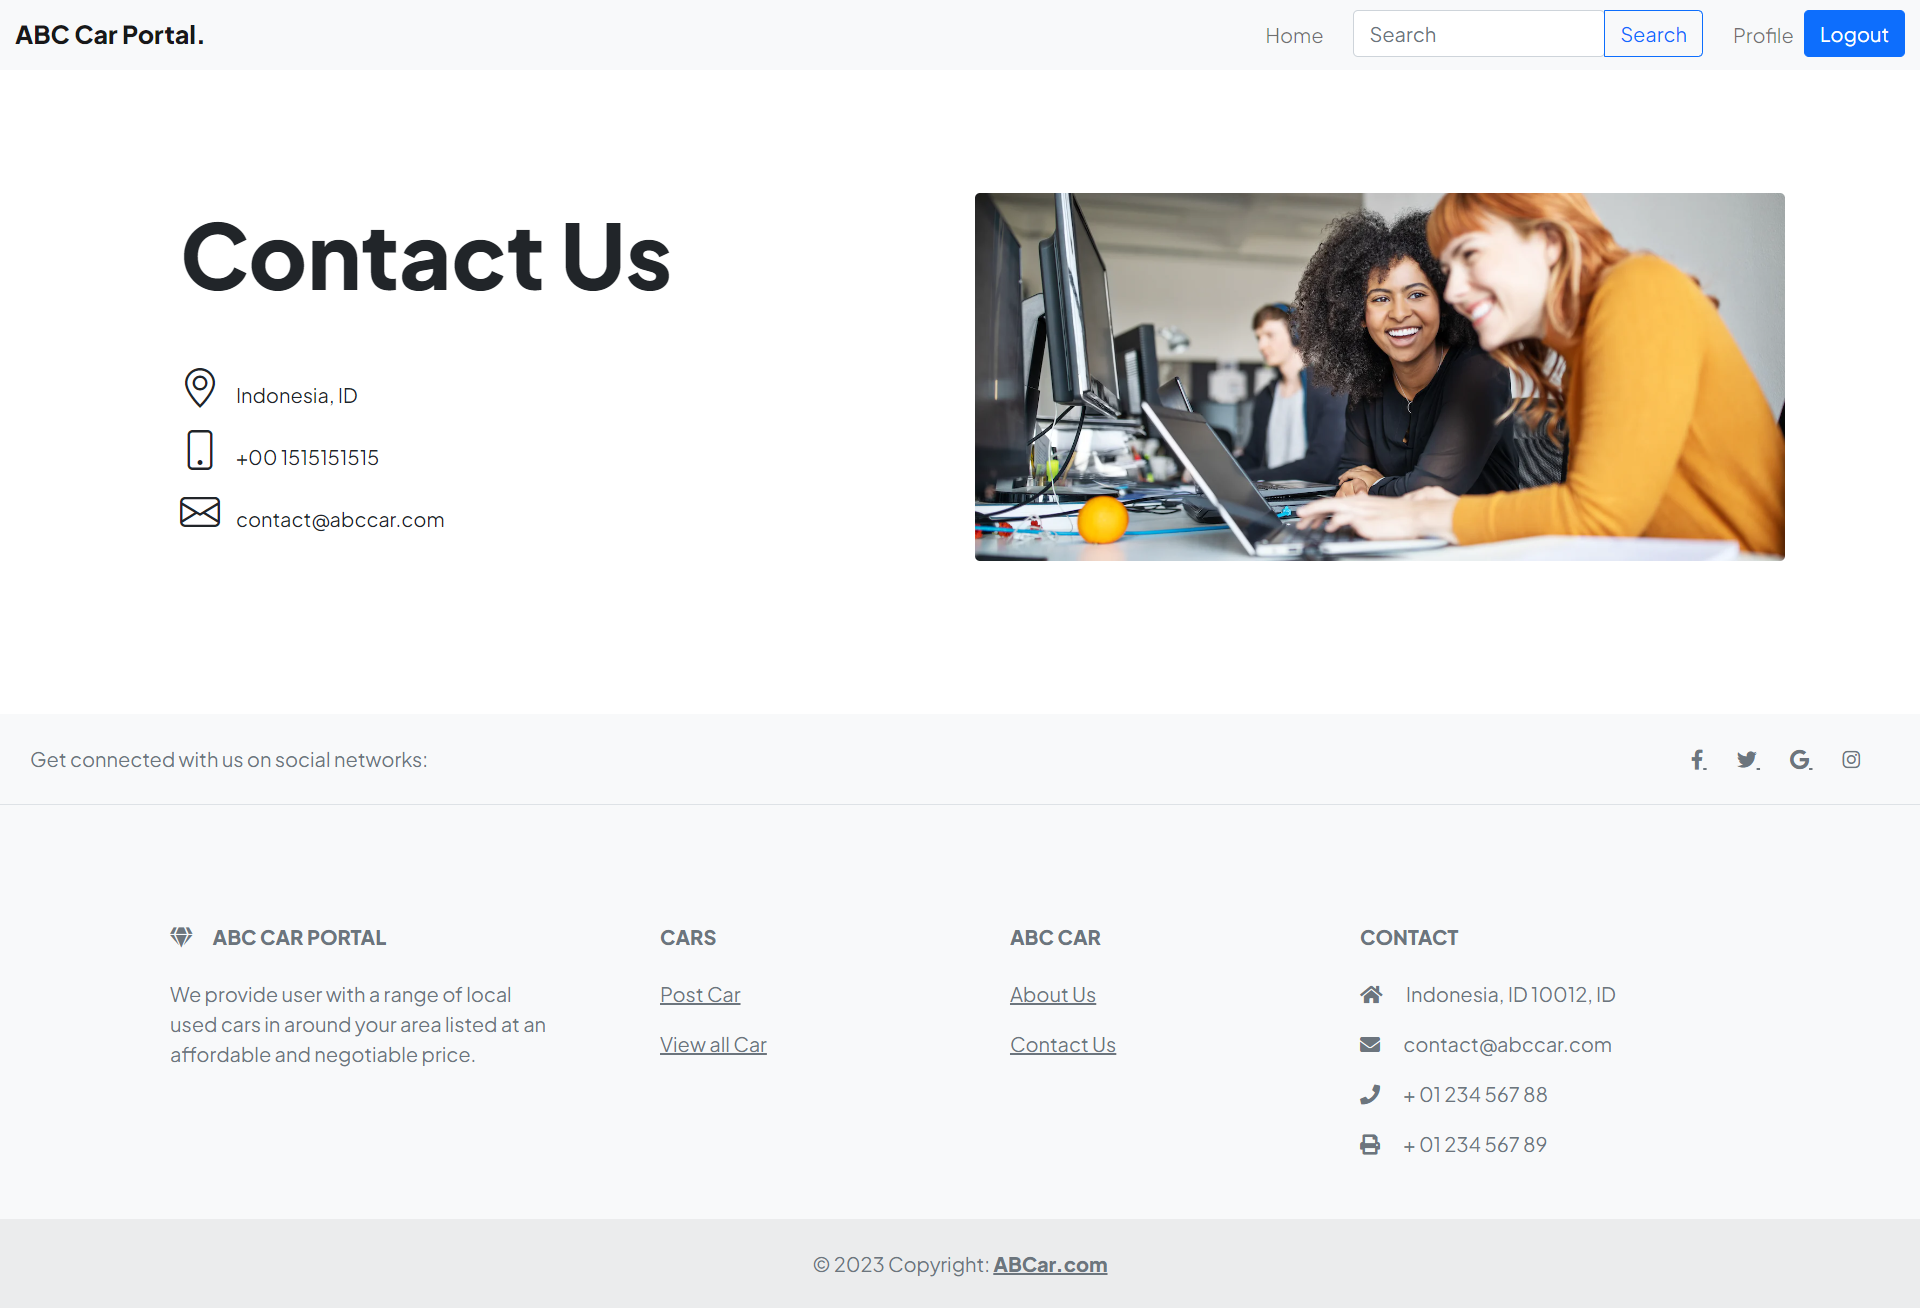 ABC Car Portal.
Home
Search
Search
Profile
Logout
Contact Us
Indonesia, ID
+00 1515151515
contact@abccar.com
Get connected with us on social networks:
ABC CAR PORTAL
We provide user with a range of local
used cars in around your area listed at an
affordable and negotiable price.
CARS
Post Car
View all Car
ABC CAR
About Us
Contact Us
CONTACT
Indonesia, ID 10012, ID
contact@abccar.com
+ 01 234 567 88
+ 01 234 567 89
© 2023 Copyright: ABCar.com